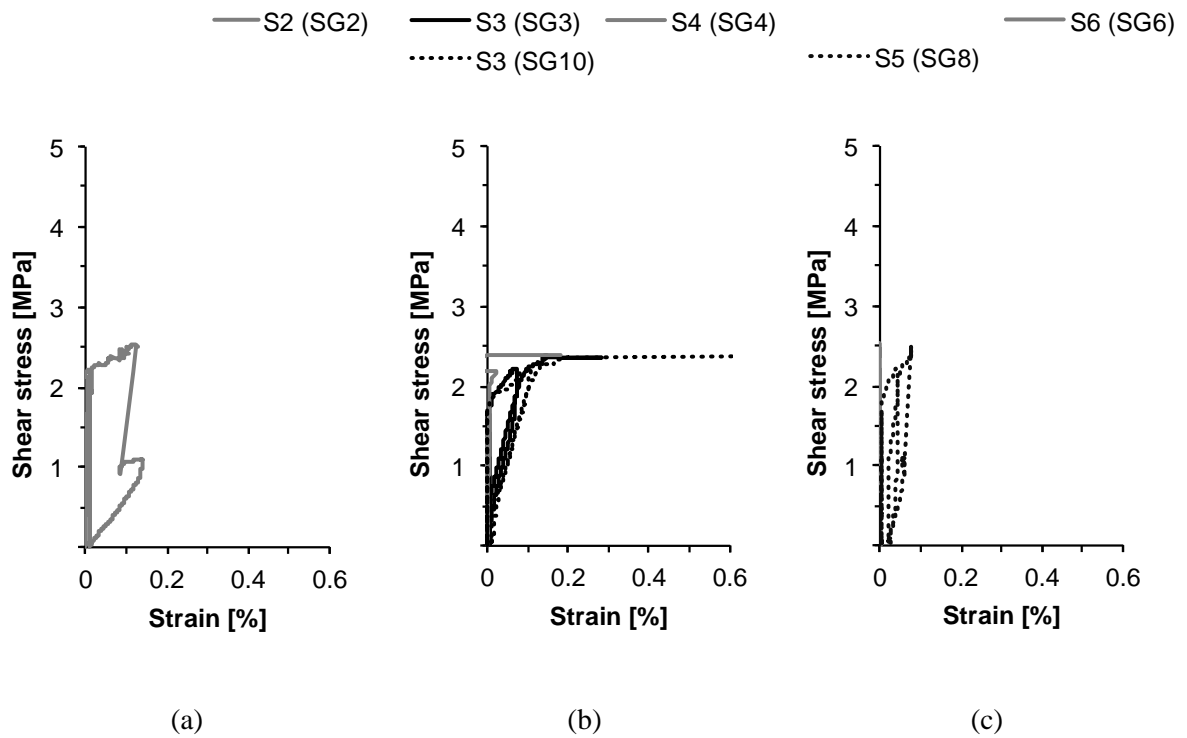 S2 (SG2) S3 (SG3) S4 (SG4) S6 (SG6)
S3 (SG10) S5 (SG8)
5 5 5
4 4 4
3 3 3
2 2 2
1 1 1
Shear stress [MPa] Shear stress [MPa] Shear stress [MPa]
0 0.2 0.4 0.6 0 0.2 0.4 0.6 0 0.2 0.4 0.6
Strain [%] Strain [%] Strain [%]
(a) (b) (c)